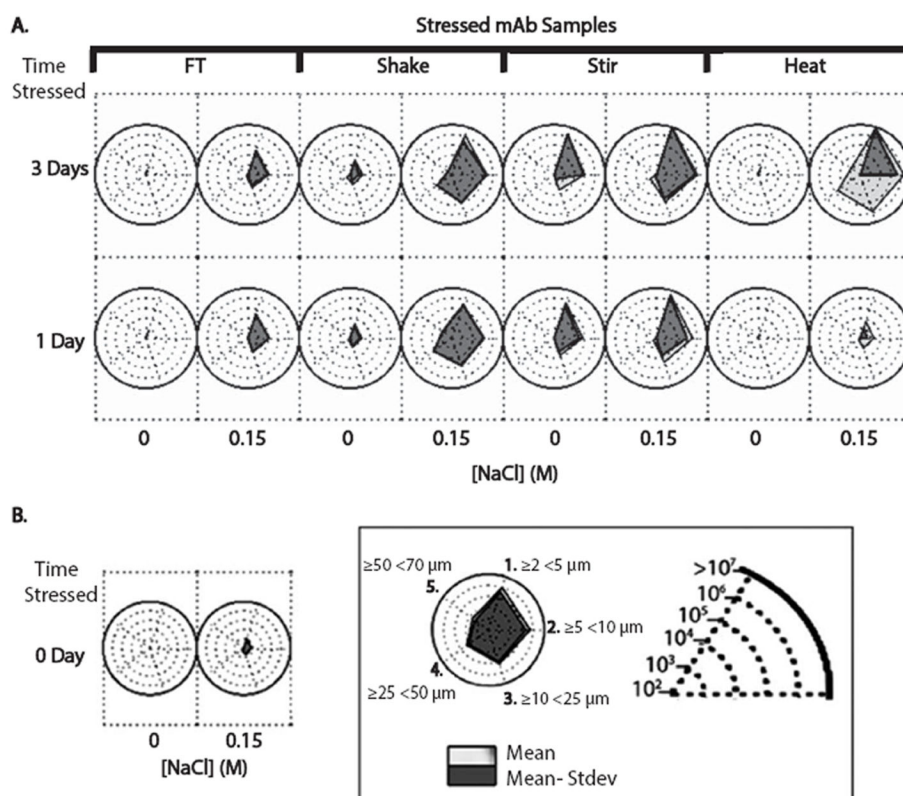 A.
Stressed mAb Samples
Time Stressed
FT Shake Stir Heat
3 Days
1 Day
0 0.15 0 0.15 0 0.15 0 0.15
[NaCl] (M)
B.
Time Stressed
0 Day
0 0.15
[NaCl] (M)
≥50 <70 µm
5.
1. ≥2 <5 µm
2. ≥5 <10 µm
4.
≥25 <50 µm
3. ≥10 <25 µm
>10⁷
10⁶
10⁵
10⁴
10³
10²
Mean
Mean- Stdev